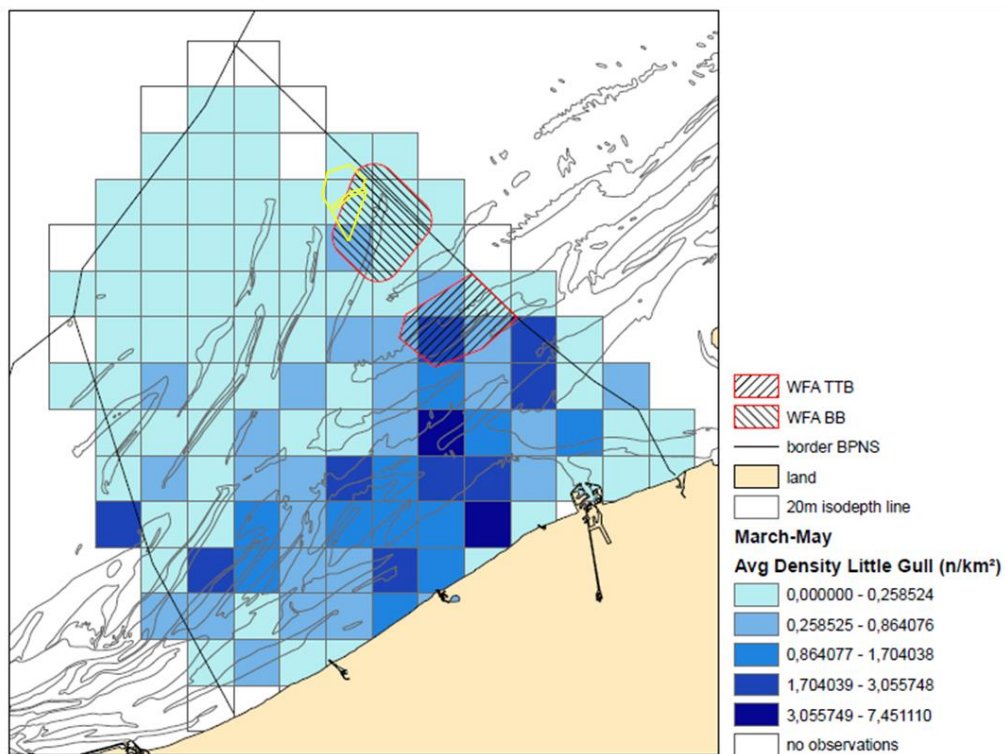 WFA TTB
WFA BB
border BPNS
land
20m isodepth line
March-May
Avg Density Little Gull (n/km²)
0,000000 - 0,258524
0,258525 - 0,864076
0,864077 - 1,704038
1,704039 - 3,055748
3,055749 - 7,451110
no observations